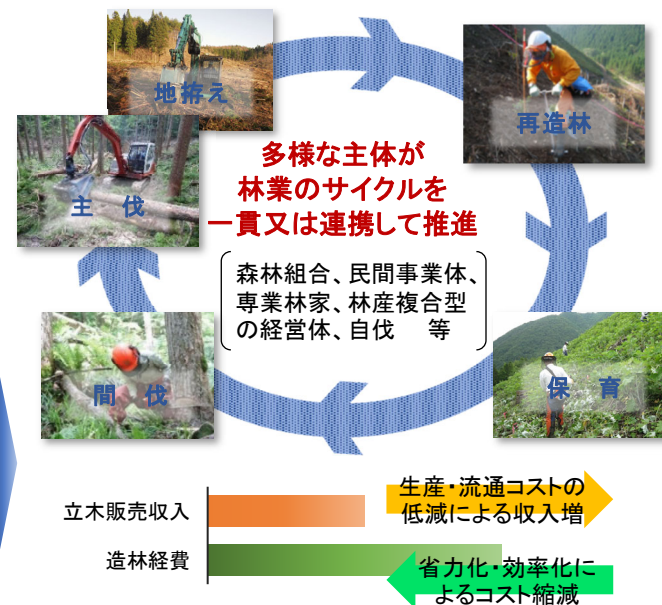 地拵え
再造林
主 伐
多様な主体が
林業のサイクルを
一貫又は連携して推進
森林組合、民間事業体、
専業林家、林産複合型
の経営体、自伐 等
間 伐
保 育
立木販売収入
生産・流通コストの
低減による収入増
造林経費
省力化・効率化に
よるコスト縮減